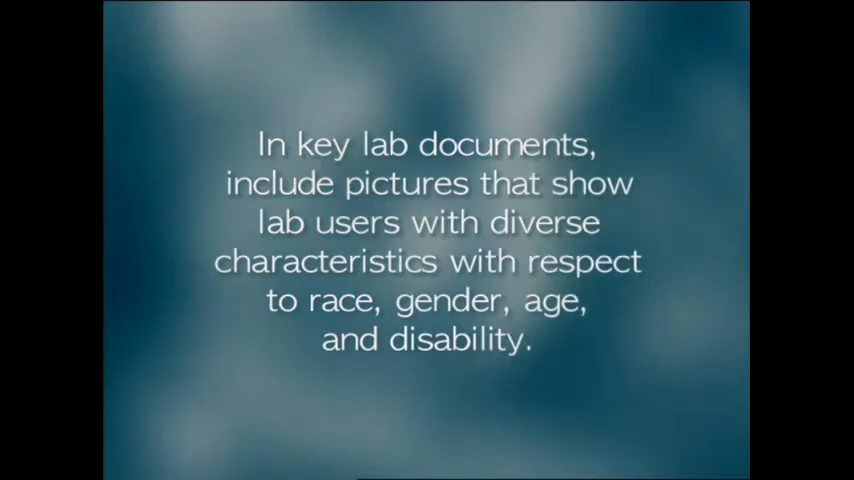 In key lab documents,
include pictures that show
lab users with diverse
characteristics with respect
to race, gender, age,
and disability.